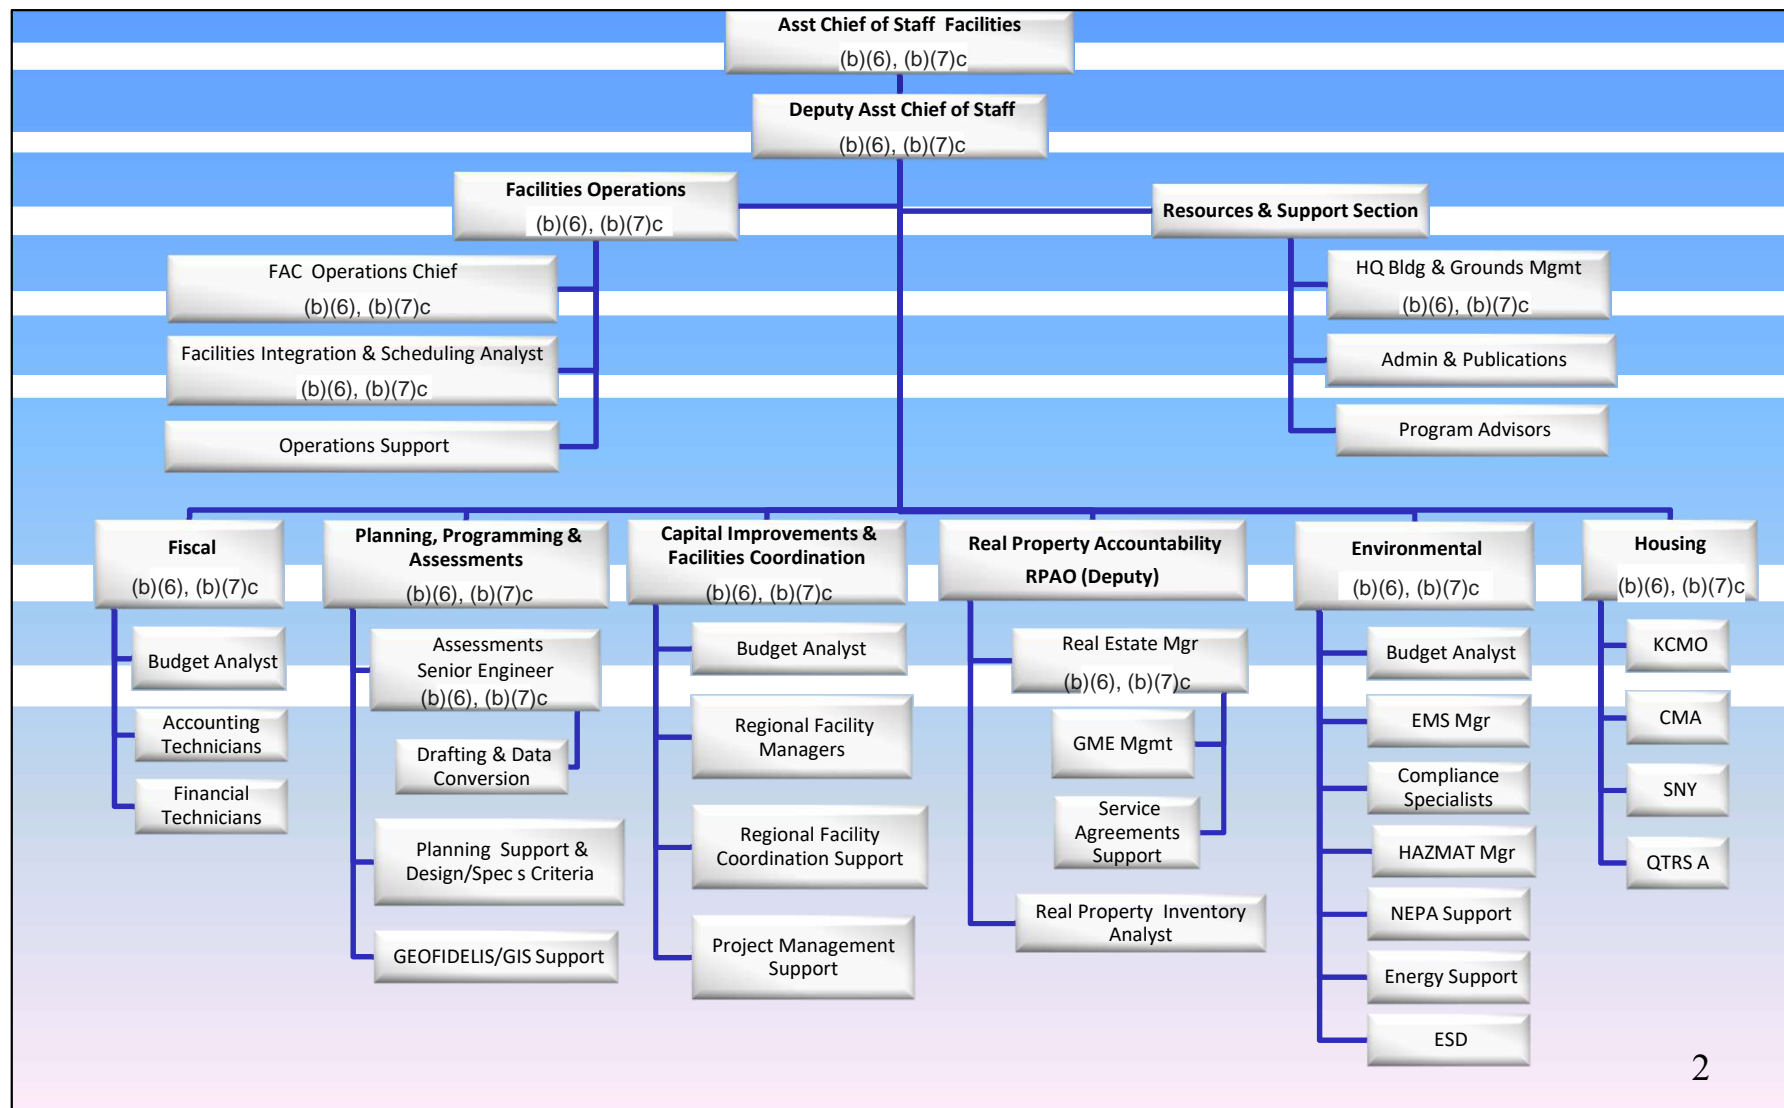 Asst Chief of Staff  Facilities
(b)(6), (b)(7)c
Deputy Asst Chief of Staff
(b)(6), (b)(7)c
Facilities Operations
(b)(6), (b)(7)c
Resources & Support Section
FAC  Operations Chief
(b)(6), (b)(7)c
Facilities Integration & Scheduling Analyst
(b)(6), (b)(7)c
Operations Support
HQ Bldg & Grounds Mgmt
(b)(6), (b)(7)c
Admin & Publications
Program Advisors
Fiscal
(b)(6), (b)(7)c
Budget Analyst
Accounting
Technicians
Financial
Technicians
Planning, Programming &
Assessments
(b)(6), (b)(7)c
Assessments
Senior Engineer
(b)(6), (b)(7)c
Drafting & Data
Conversion
Planning  Support &
Design/Spec s Criteria
GEOFIDELIS/GIS Support
Capital Improvements &
Facilities Coordination
(b)(6), (b)(7)c
Budget Analyst
Regional Facility
Managers
Regional Facility
Coordination Support
Project Management
Support
Real Property Accountability
RPAO (Deputy)
Real Estate Mgr
(b)(6), (b)(7)c
GME Mgmt
Service
Agreements
Support
Real Property  Inventory
Analyst
Environmental
(b)(6), (b)(7)c
Budget Analyst
EMS Mgr
Compliance
Specialists
HAZMAT Mgr
NEPA Support
Energy Support
ESD
Housing
(b)(6), (b)(7)c
KCMO
CMA
SNY
QTRS A
2